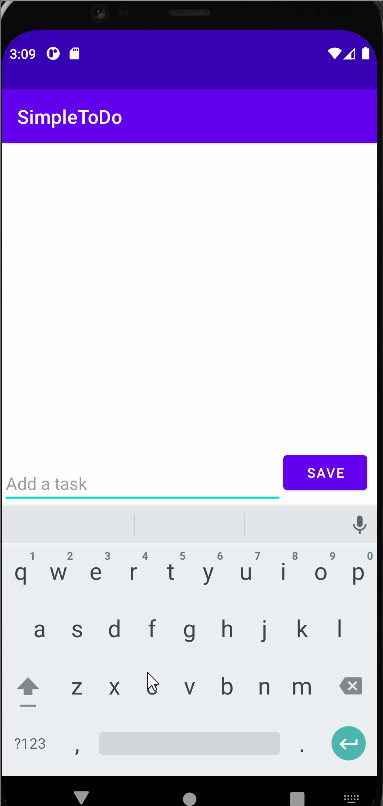 3:09
SimpleToDo
Add a task
SAVE
1 2 3 4 5 6 7 8 9 0
q w e r t y u i o p
a s d f g h j k l
z x c v b n m
?123 , .